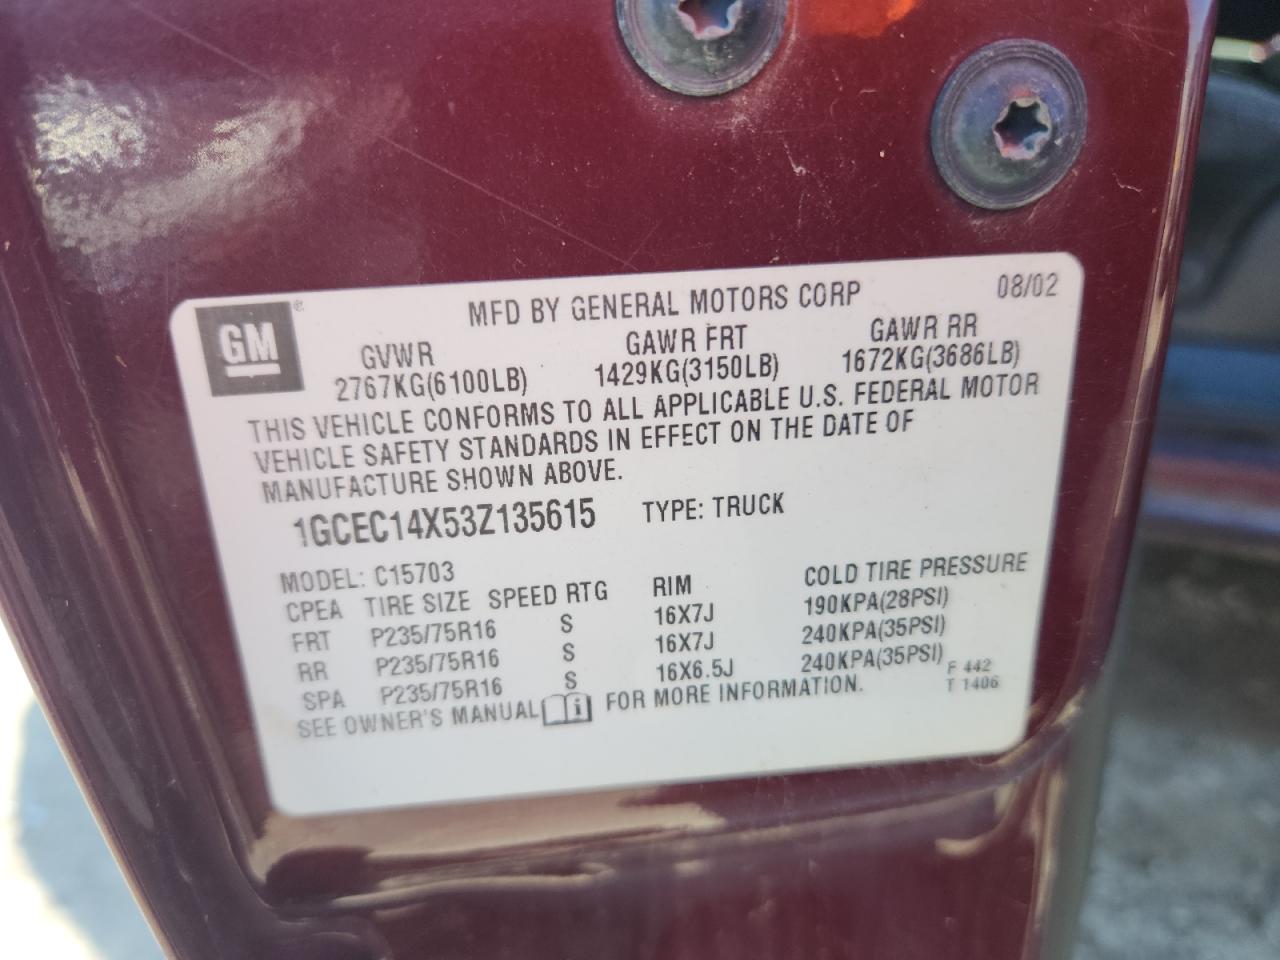 GM
MFD BY GENERAL MOTORS CORP 08/02
GVWR GAWR FRT GAWR RR
2767KG(6100LB) 1429KG(3150LB) 1672KG(3686LB)
THIS VEHICLE CONFORMS TO ALL APPLICABLE U.S. FEDERAL MOTOR
VEHICLE SAFETY STANDARDS IN EFFECT ON THE DATE OF
MANUFACTURE SHOWN ABOVE.
1GCEC14X53Z135615 TYPE: TRUCK
MODEL: C15703
CPEA TIRE SIZE SPEED RTG RIM COLD TIRE PRESSURE
FRT P235/75R16 S 16X7J 190KPA(28PSI)
RR P235/75R16 S 16X7J 240KPA(35PSI)
SPA P235/75R16 S 16X6.5J 240KPA(35PSI)
SEE OWNER'S MANUAL i FOR MORE INFORMATION.
F 442
T 1406